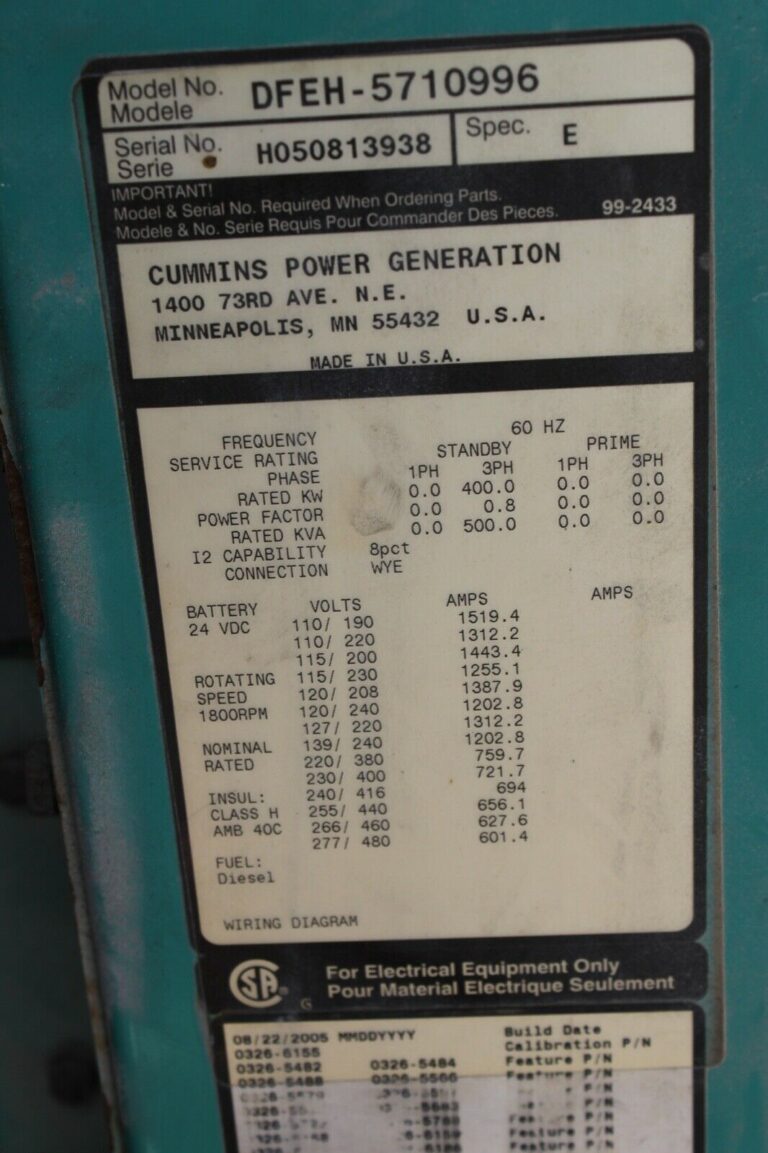 Model No. DFEH-5710996
Modele
Serial No. H050813938 Spec. E
Serie
IMPORTANT!
Model & Serial No. Required When Ordering Parts.
Modele & No. Serie Requis Pour Commander Des Pieces. 99-2433
CUMMINS POWER GENERATION
1400 73RD AVE. N.E.
MINNEAPOLIS, MN 55432 U.S.A.
MADE IN U.S.A.
FREQUENCY 60 HZ
SERVICE RATING STANDBY PRIME
PHASE 1PH 3PH 1PH 3PH
RATED KW 0.0 400.0 0.0 0.0
POWER FACTOR 0.0 0.8 0.0 0.0
RATED KVA 0.0 500.0 0.0 0.0
I2 CAPABILITY 8pct
CONNECTION WYE
BATTERY VOLTS AMPS AMPS
24 VDC 110/ 190 1519.4
110/ 220 1312.2
115/ 200 1443.4
ROTATING 115/ 230 1255.1
SPEED 120/ 208 1387.9
1800RPM 120/ 240 1202.8
127/ 220 1312.2
NOMINAL 139/ 240 1202.8
RATED 220/ 380 759.7
230/ 400 721.7
INSUL: 240/ 416 694
CLASS H 255/ 440 656.1
AMB 40C 266/ 460 627.6
277/ 480 601.4
FUEL:
Diesel
WIRING DIAGRAM
SA G For Electrical Equipment Only
Pour Material Electrique Seulement
08/22/2005 MMDDYYYY Build Date
0326-6155 Calibration P/N
0326-5482 0326-5484 Feature P/N
0326-5488 0326-5566 Feature P/N
P/N
P/N
Feature P/N
Feature P/N